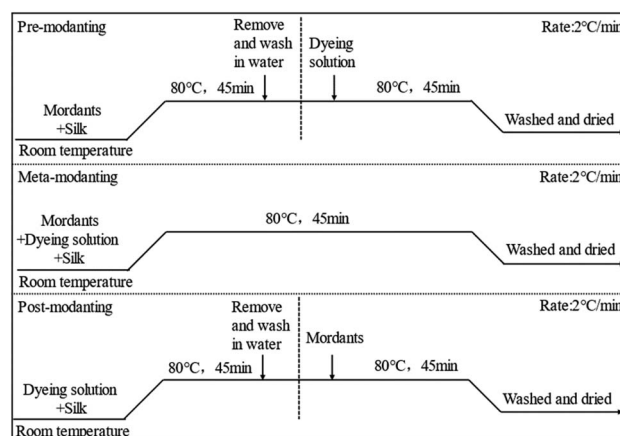 Pre-modanting
Remove
and wash
in water
Dyeing
solution
Rate:2°C/min
80°C，45min
80°C，45min
Mordants
+Silk
Washed and dried
Room temperature
Meta-modanting
Rate:2°C/min
Mordants
+Dyeing solution
+Silk
80°C，45min
Washed and dried
Room temperature
Post-modanting
Remove
and wash
in water
Mordants
Rate:2°C/min
80°C，45min
80°C，45min
Dyeing solution
+Silk
Washed and dried
Room temperature